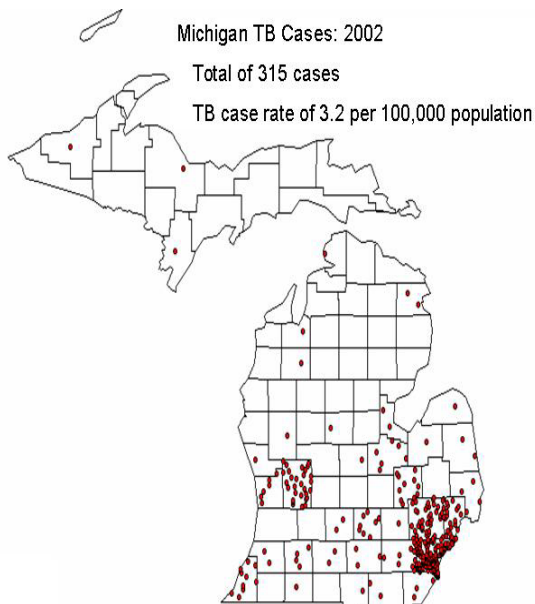 Michigan TB Cases: 2002
Total of 315 cases
TB case rate of 3.2 per 100,000 population